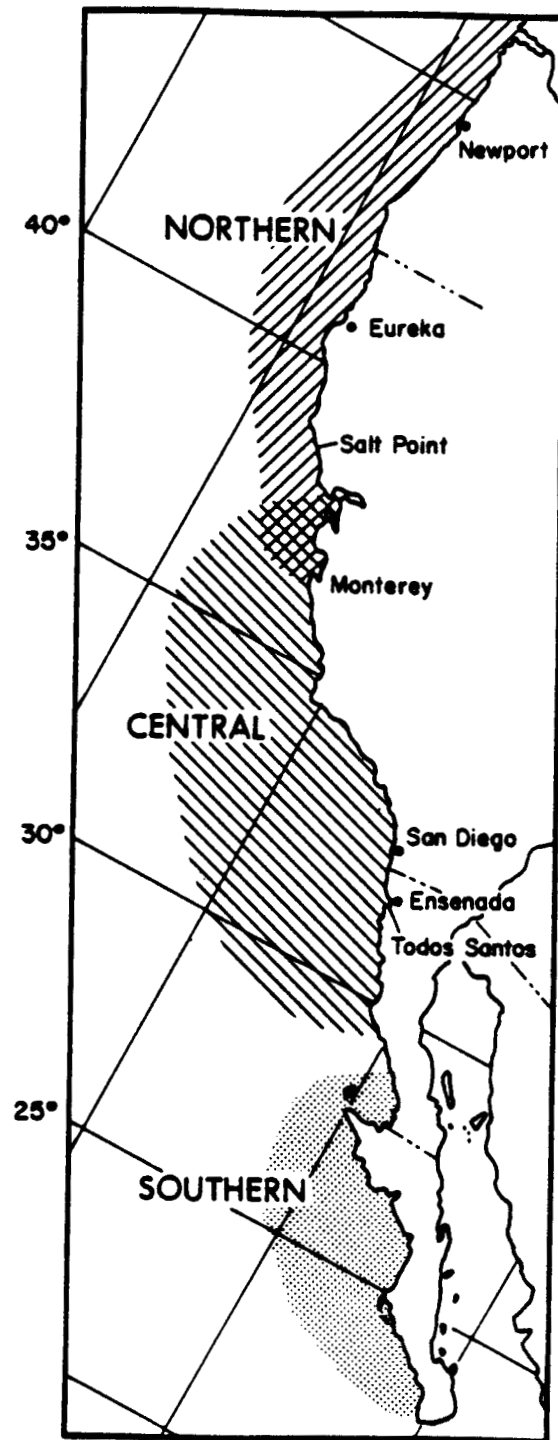 Newport
40°
NORTHERN
Eureka
Salt Point
35°
Monterey
CENTRAL
30°
San Diego
Ensenada
Todos Santos
25°
SOUTHERN